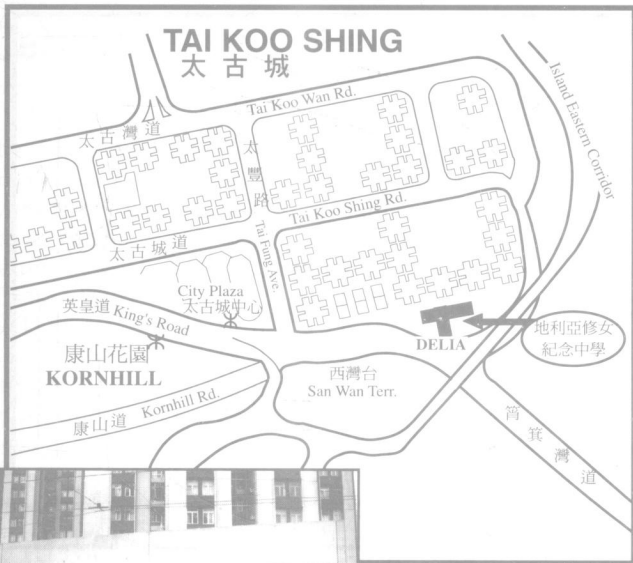 TAI KOO SHING
太古城
Tai Koo Wan Rd.
太古灣道
Island Eastern Corridor
太豐路
Tai Fung Ave.
Tai Koo Shing Rd.
太古城道
City Plaza
太古城中心
英皇道 King's Road
康山花園
KORNHILL
DELIA
地利亞修女
紀念中學
西灣台
San Wan Terr.
康山道 Kornhill Rd.
筲箕灣道